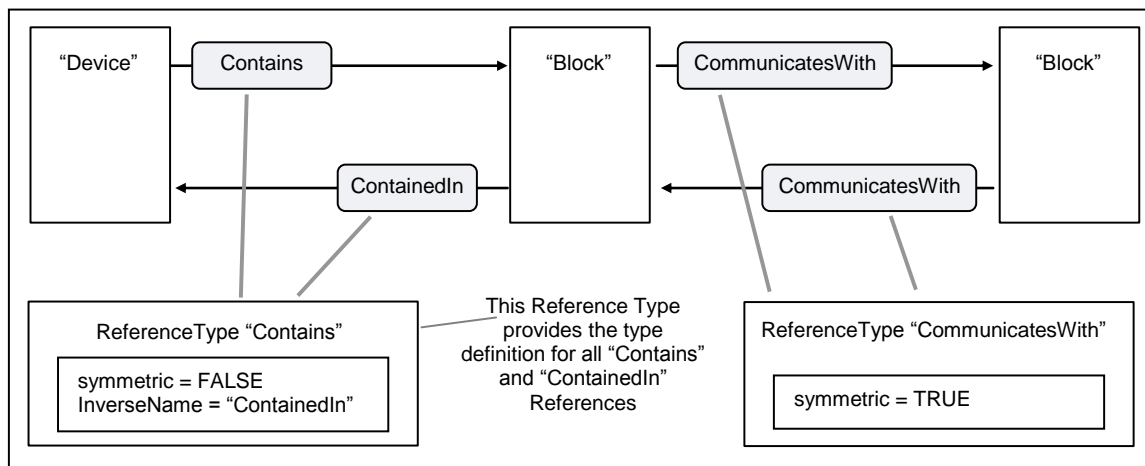 “Device”
Contains
“Block”
CommunicatesWith
“Block”
ContainedIn
CommunicatesWith
ReferenceType “Contains”
symmetric = FALSE
InverseName = “ContainedIn”
This Reference Type
provides the type
definition for all “Contains”
and “ContainedIn”
References
ReferenceType “CommunicatesWith”
symmetric = TRUE